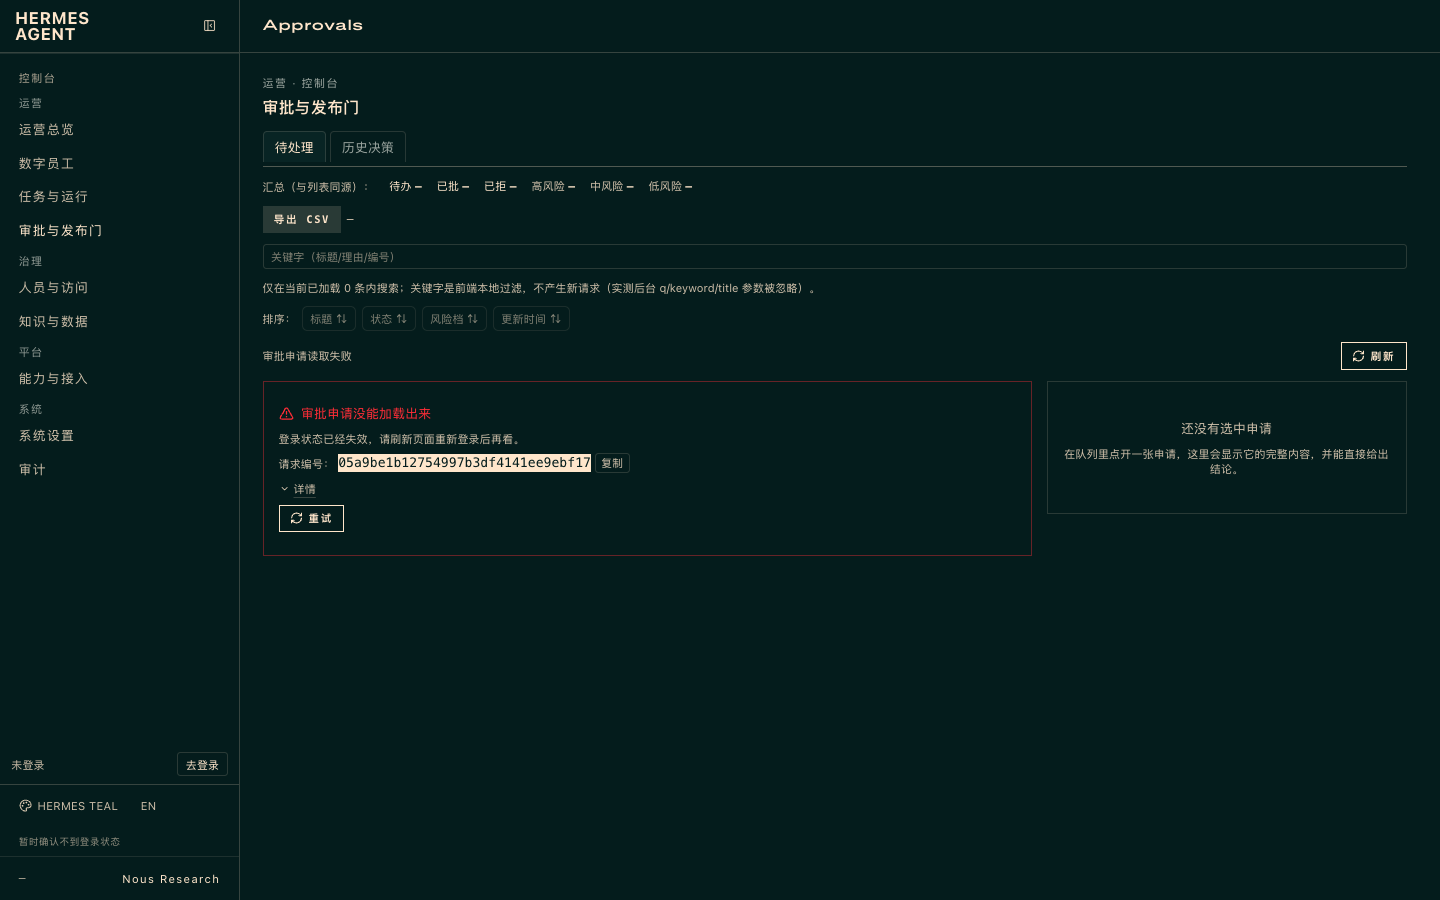 HERMES
AGENT
Approvals
控制台
运营
运营总览
数字员工
任务与运行
审批与发布门
治理
人员与访问
知识与数据
平台
能力与接入
系统
系统设置
审计
未登录 去登录
HERMES TEAL EN
暂时确认不到登录状态
— Nous Research
运营 · 控制台
审批与发布门
待处理 历史决策
汇总（与列表同源）： 待办 — 已批 — 已拒 — 高风险 — 中风险 — 低风险 —
导出 CSV —
关键字（标题/理由/编号）
仅在当前已加载 0 条内搜索；关键字是前端本地过滤，不产生新请求（实测后台 q/keyword/title 参数被忽略）。
排序： 标题 ⇅ 状态 ⇅ 风险档 ⇅ 更新时间 ⇅
审批申请读取失败 刷新
审批申请没能加载出来
登录状态已经失效，请刷新页面重新登录后再看。
请求编号： 05a9be1b12754997b3df4141ee9ebf17 复制
详情
重试
还没有选中申请
在队列里点开一张申请，这里会显示它的完整内容，并能直接给出
结论。